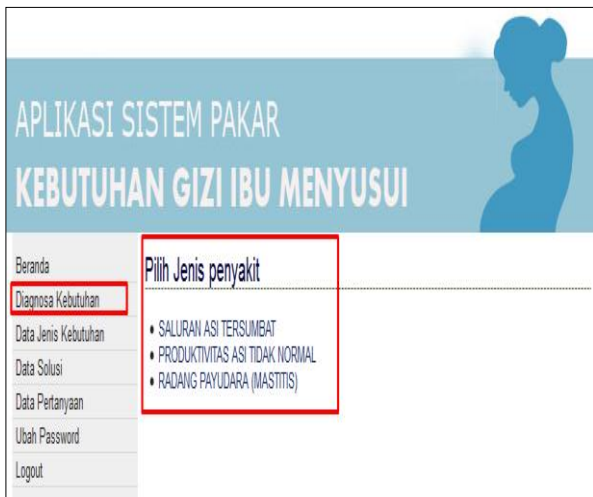 APLIKASI SISTEM PAKAR
KEBUTUHAN GIZI IBU MENYUSUI
Beranda
Diagnosa Kebutuhan
Data Jenis Kebutuhan
Data Solusi
Data Pertanyaan
Ubah Password
Logout
Pilih Jenis penyakit
• SALURAN ASI TERSUMBAT
• PRODUKTIVITAS ASI TIDAK NORMAL
• RADANG PAYUDARA (MASTITIS)